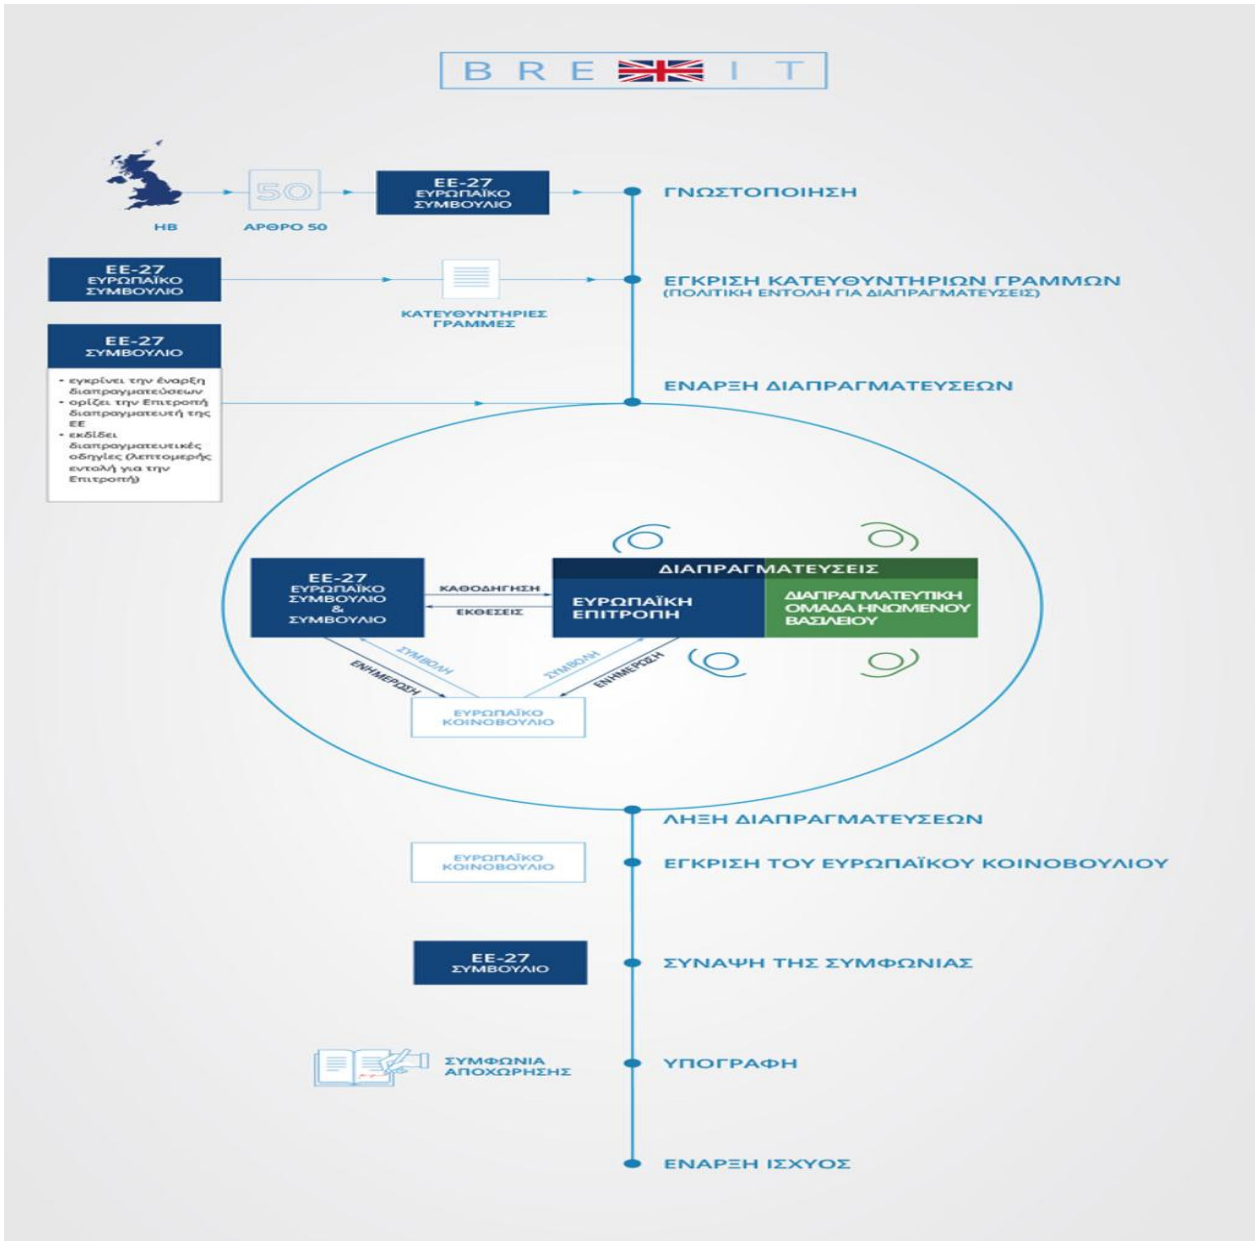 BREXIT
50
ΕΕ-27
ΕΥΡΩΠΑΪΚΟ
ΣΥΜΒΟΥΛΙΟ
ΓΝΩΣΤΟΠΟΙΗΣΗ
ΗΒ
ΑΡΘΡΟ 50
ΕΕ-27
ΕΥΡΩΠΑΪΚΟ
ΣΥΜΒΟΥΛΙΟ
ΚΑΤΕΥΘΥΝΤΗΡΙΕΣ
ΓΡΑΜΜΕΣ
ΕΓΚΡΙΣΗ ΚΑΤΕΥΘΥΝΤΗΡΙΩΝ ΓΡΑΜΜΩΝ
(ΠΟΛΙΤΙΚΗ ΕΝΤΟΛΗ ΓΙΑ ΔΙΑΠΡΑΓΜΑΤΕΥΣΕΙΣ)
ΕΕ-27
ΣΥΜΒΟΥΛΙΟ
• εγκρίνει την έναρξη
διαπραγματεύσεων
• ορίζει την Επιτροπή
διαπραγματευτή της
ΕΕ
• εκδίδει
διαπραγματευτικές
οδηγίες (λεπτομερής
εντολή για την
Επιτροπή)
ΕΝΑΡΞΗ ΔΙΑΠΡΑΓΜΑΤΕΥΣΕΩΝ
ΕΕ-27
ΕΥΡΩΠΑΪΚΟ
ΣΥΜΒΟΥΛΙΟ
&
ΣΥΜΒΟΥΛΙΟ
ΚΑΘΟΔΗΓΗΣΗ
ΕΚΘΕΣΕΙΣ
ΔΙΑΠΡΑΓΜΑΤΕΥΣΕΙΣ
ΕΥΡΩΠΑΪΚΗ
ΕΠΙΤΡΟΠΗ
ΔΙΑΠΡΑΓΜΑΤΕΥΤΙΚΗ
ΟΜΑΔΑ ΗΝΩΜΕΝΟΥ
ΒΑΣΙΛΕΙΟΥ
ΣΥΜΒΟΛΗ
ΕΝΗΜΕΡΩΣΗ
ΣΥΜΒΟΛΗ
ΕΝΗΜΕΡΩΣΗ
ΕΥΡΩΠΑΪΚΟ
ΚΟΙΝΟΒΟΥΛΙΟ
ΛΗΞΗ ΔΙΑΠΡΑΓΜΑΤΕΥΣΕΩΝ
ΕΥΡΩΠΑΪΚΟ
ΚΟΙΝΟΒΟΥΛΙΟ
ΕΓΚΡΙΣΗ ΤΟΥ ΕΥΡΩΠΑΪΚΟΥ ΚΟΙΝΟΒΟΥΛΙΟΥ
ΕΕ-27
ΣΥΜΒΟΥΛΙΟ
ΣΥΝΑΨΗ ΤΗΣ ΣΥΜΦΩΝΙΑΣ
ΣΥΜΦΩΝΙΑ
ΑΠΟΧΩΡΗΣΗΣ
ΥΠΟΓΡΑΦΗ
ΕΝΑΡΞΗ ΙΣΧΥΟΣ